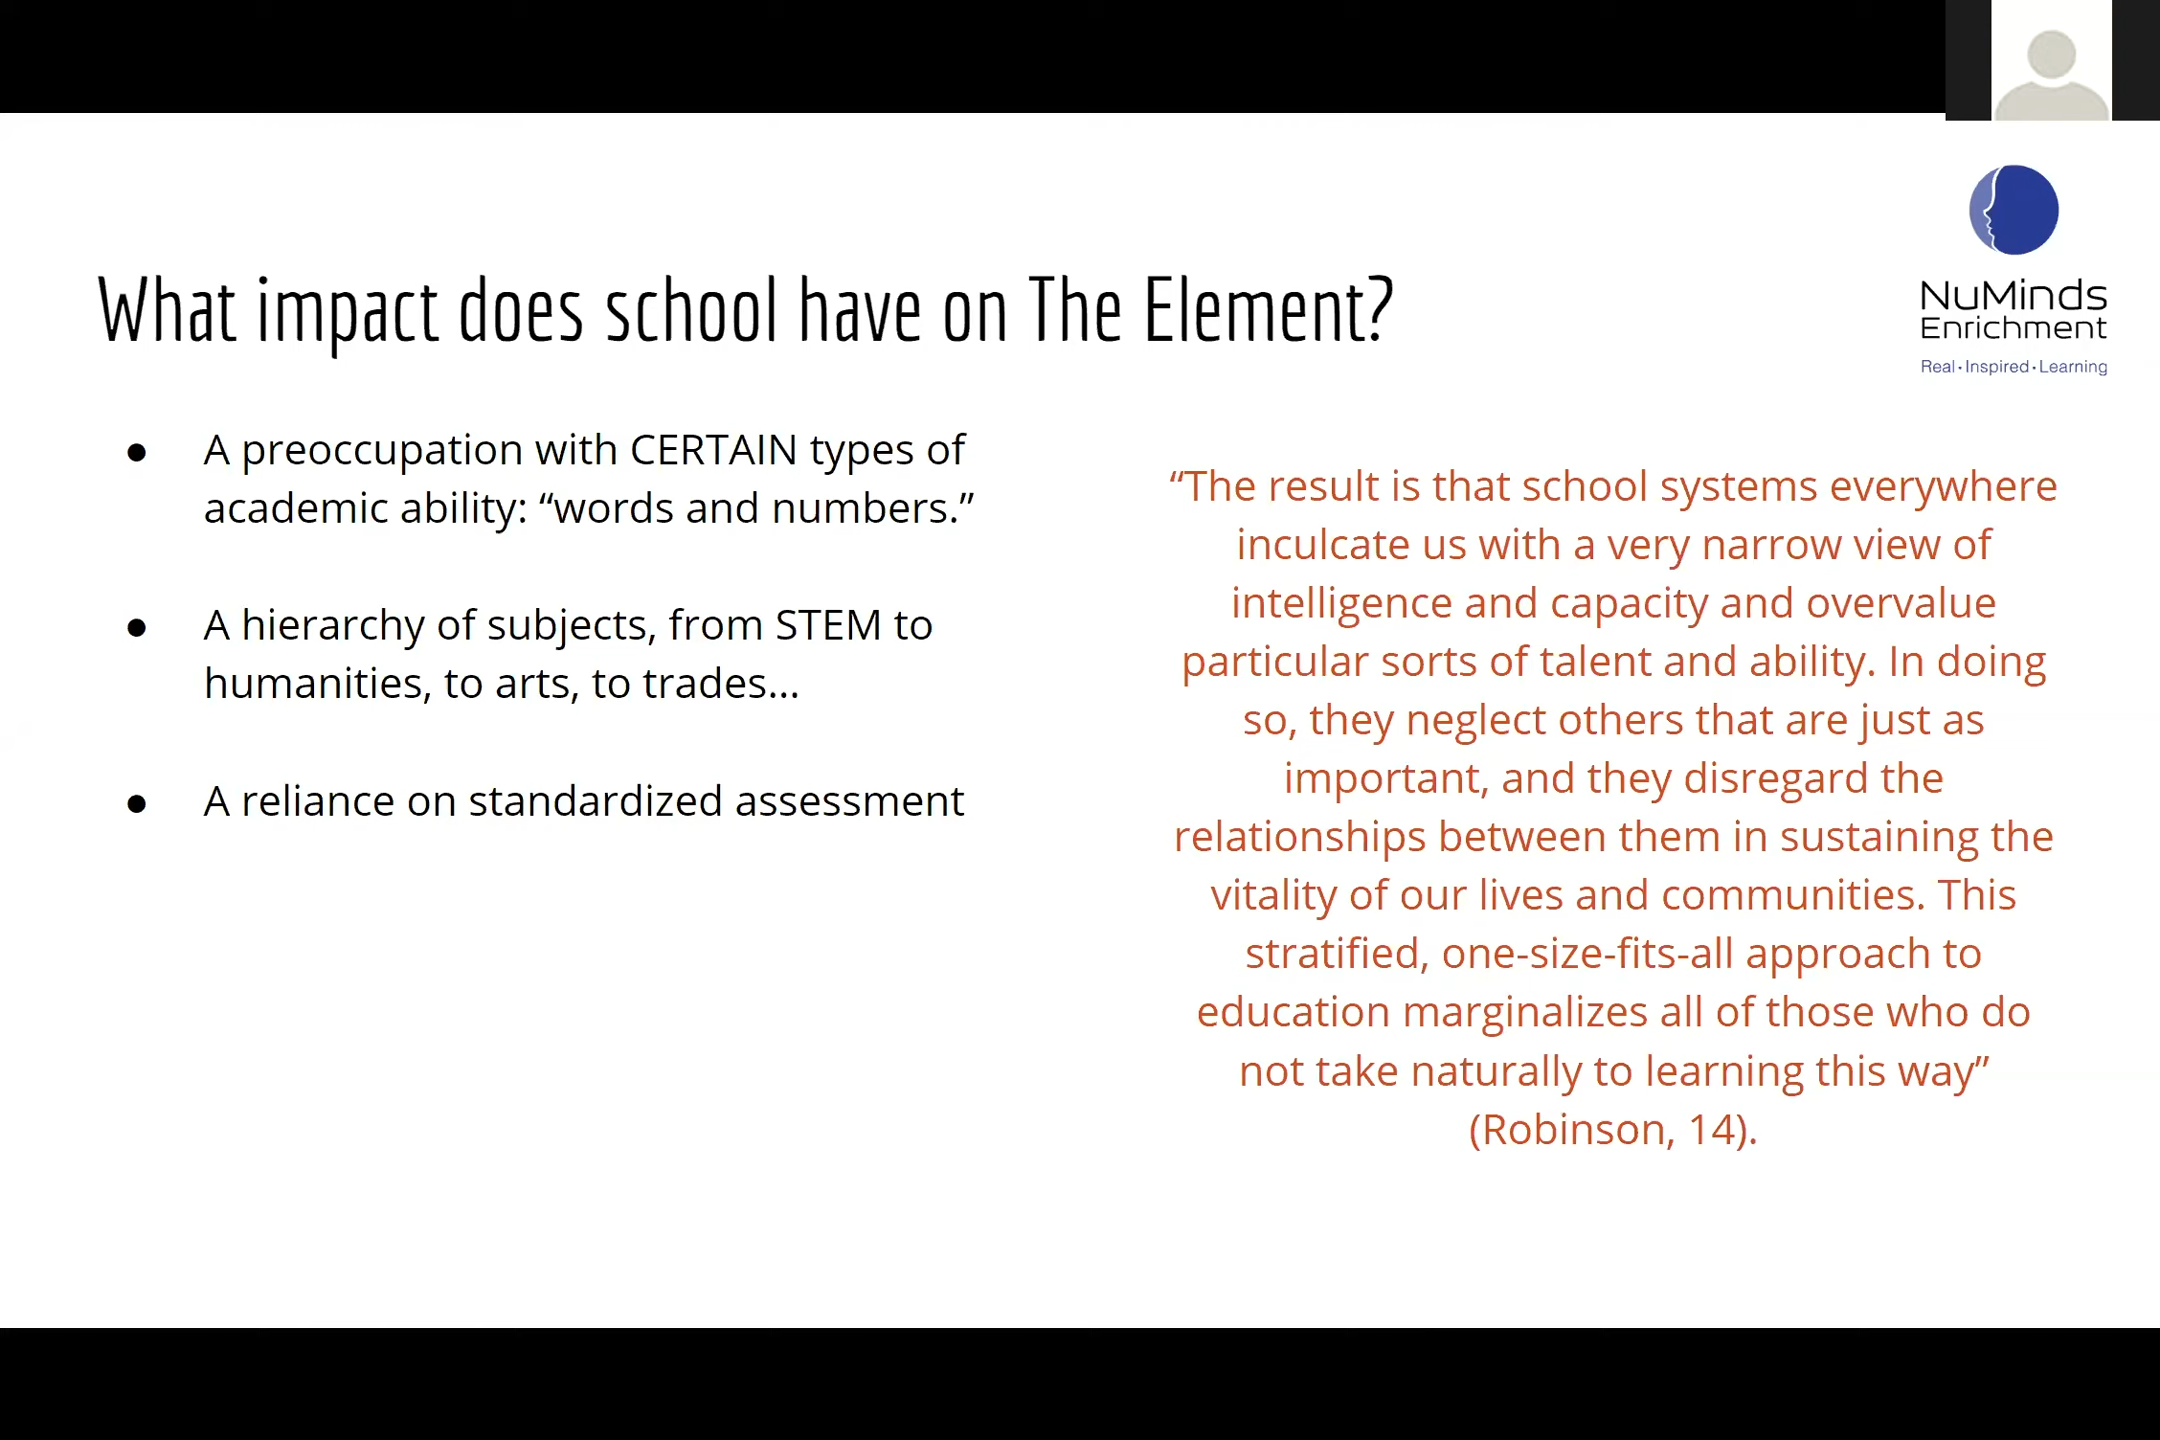 What impact does school have on The Element?
NuMinds
Enrichment
Real·Inspired·Learning
● A preoccupation with CERTAIN types of
academic ability: “words and numbers.”
● A hierarchy of subjects, from STEM to
humanities, to arts, to trades...
● A reliance on standardized assessment
“The result is that school systems everywhere
inculcate us with a very narrow view of
intelligence and capacity and overvalue
particular sorts of talent and ability. In doing
so, they neglect others that are just as
important, and they disregard the
relationships between them in sustaining the
vitality of our lives and communities. This
stratified, one-size-fits-all approach to
education marginalizes all of those who do
not take naturally to learning this way”
(Robinson, 14).